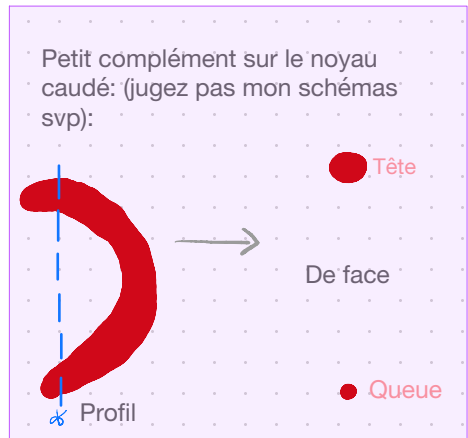 Petit complément sur le noyau
caudé: (jugez pas mon schémas
svp):
Tête
De face
Queue
Profil